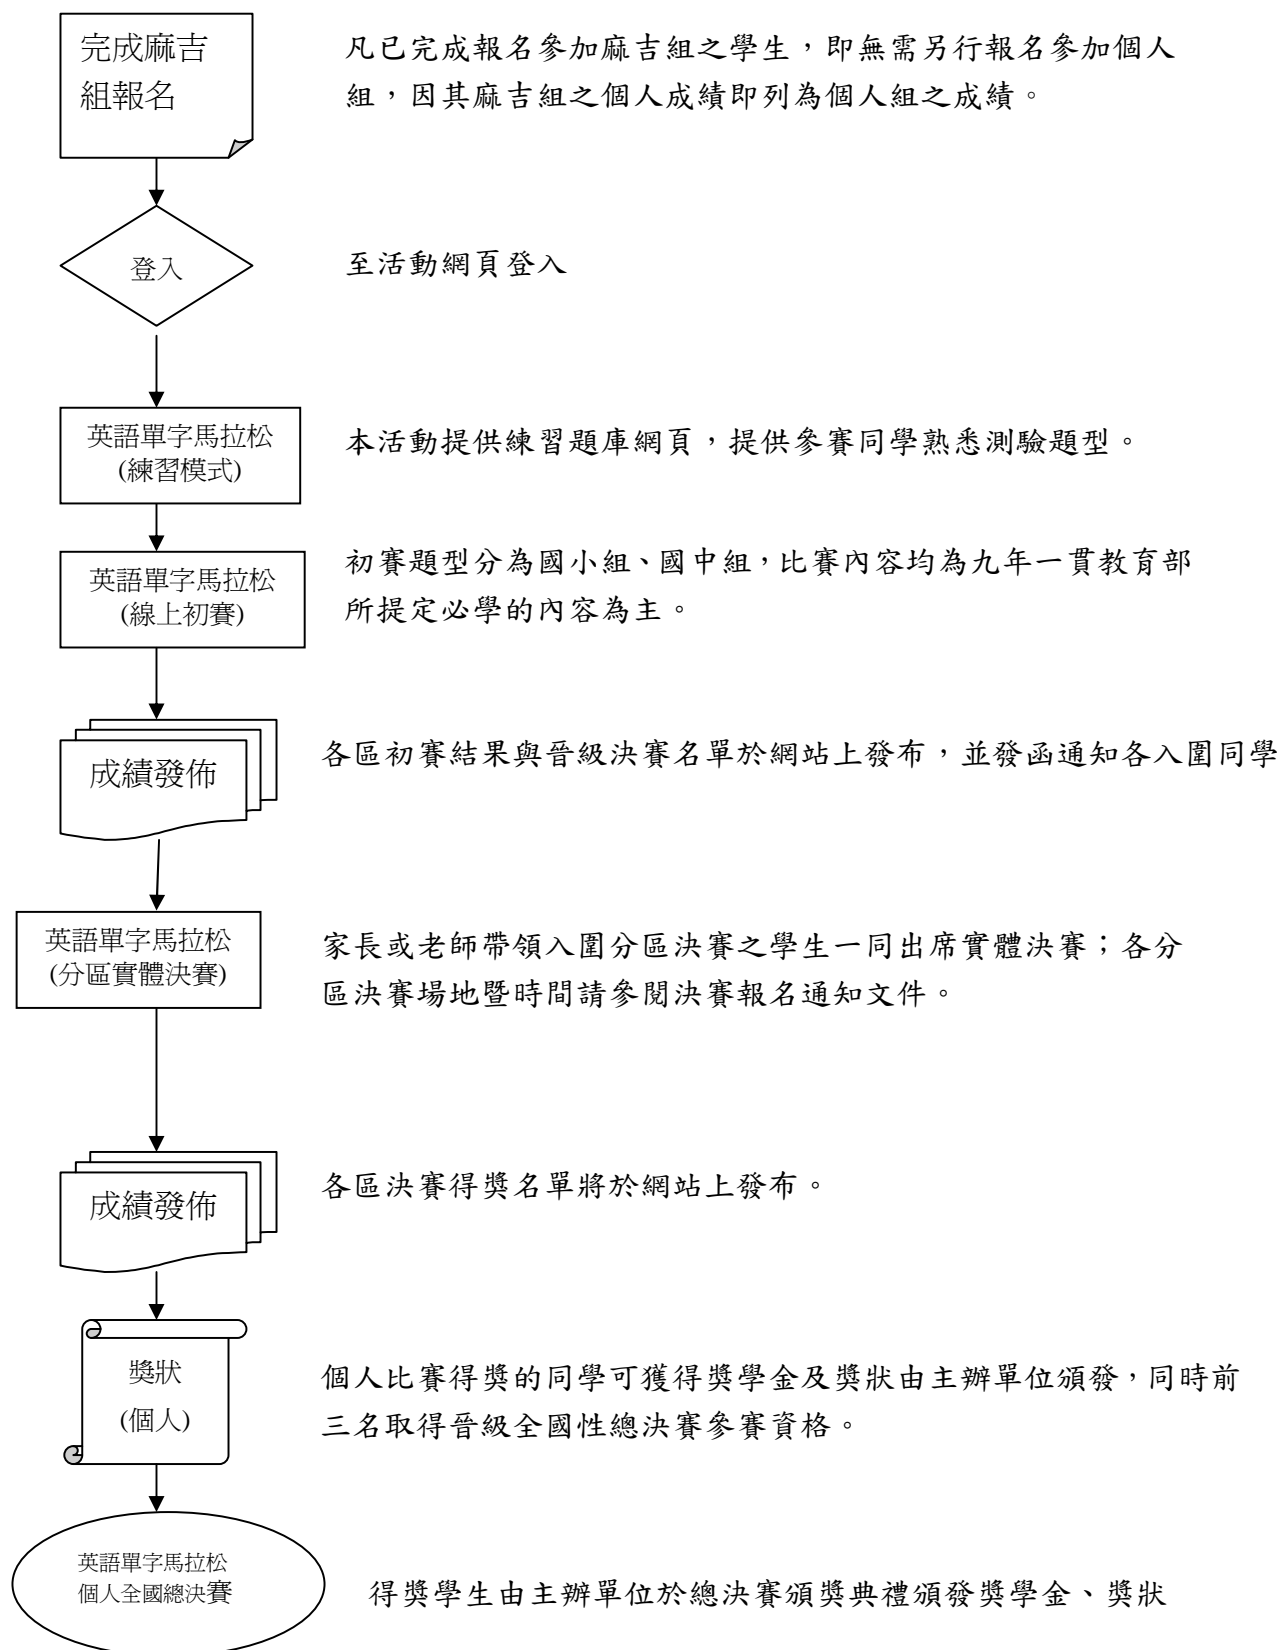 完成麻吉
組報名
凡已完成報名參加麻吉組之學生，即無需另行報名參加個人
組，因其麻吉組之個人成績即列為個人組之成績。
登入
至活動網頁登入
英語單字馬拉松
(練習模式)
本活動提供練習題庫網頁，提供參賽同學熟悉測驗題型。
英語單字馬拉松
(線上初賽)
初賽題型分為國小組、國中組，比賽內容均為九年一貫教育部
所提定必學的內容為主。
成績發佈
各區初賽結果與晉級決賽名單於網站上發布，並發函通知各入圍同學
英語單字馬拉松
(分區實體決賽)
家長或老師帶領入圍分區決賽之學生一同出席實體決賽；各分
區決賽場地暨時間請參閱決賽報名通知文件。
成績發佈
各區決賽得獎名單將於網站上發布。
獎狀
(個人)
個人比賽得獎的同學可獲得獎學金及獎狀由主辦單位頒發，同時前
三名取得晉級全國性總決賽參賽資格。
英語單字馬拉松
個人全國總決賽
得獎學生由主辦單位於總決賽頒獎典禮頒發獎學金、獎狀